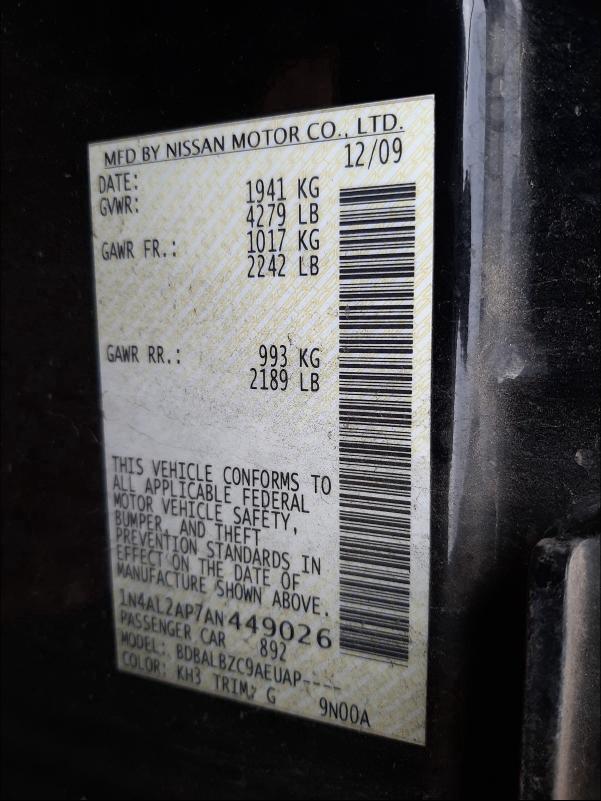 MFD BY NISSAN MOTOR CO., LTD.
DATE: 12/09
GVWR: 1941 KG
4279 LB
GAWR FR.: 1017 KG
2242 LB
GAWR RR.: 993 KG
2189 LB
THIS VEHICLE CONFORMS TO
ALL APPLICABLE FEDERAL
MOTOR VEHICLE SAFETY,
BUMPER, AND THEFT
PREVENTION STANDARDS IN
EFFECT ON THE DATE OF
MANUFACTURE SHOWN ABOVE.
1N4AL2AP7AN449026
PASSENGER CAR 892
MODEL: BDBALBZC9AEUAP----
COLOR: KH3 TRIM: G 9N00A